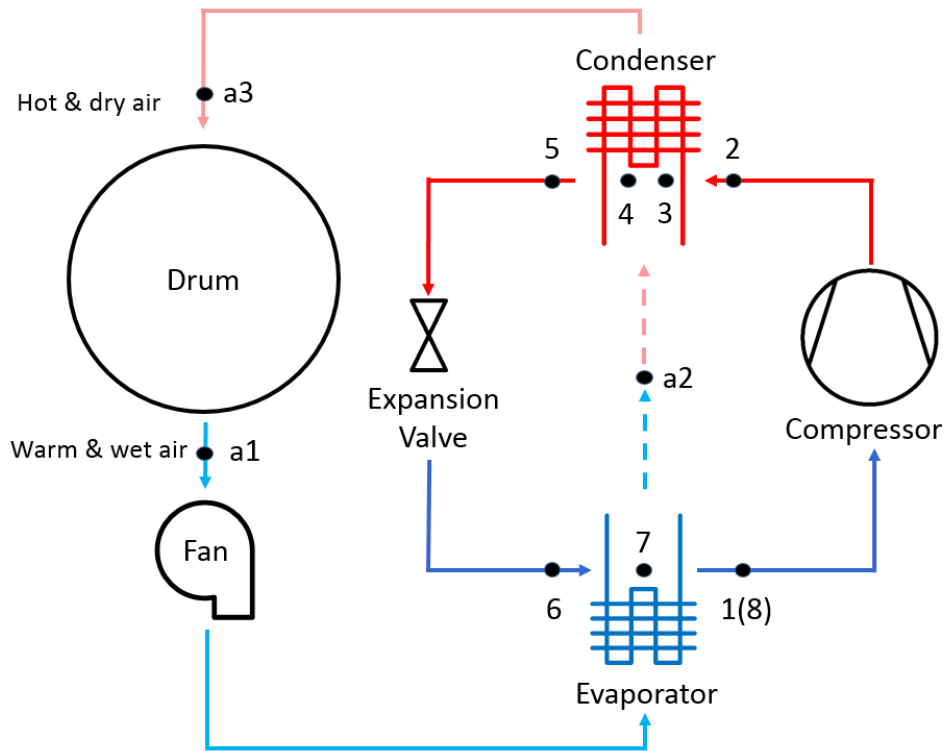 Condenser
Hot & dry air
a3
5
2
4
3
Drum
a2
Expansion
Valve
Compressor
Warm & wet air
a1
Fan
7
6
1(8)
Evaporator